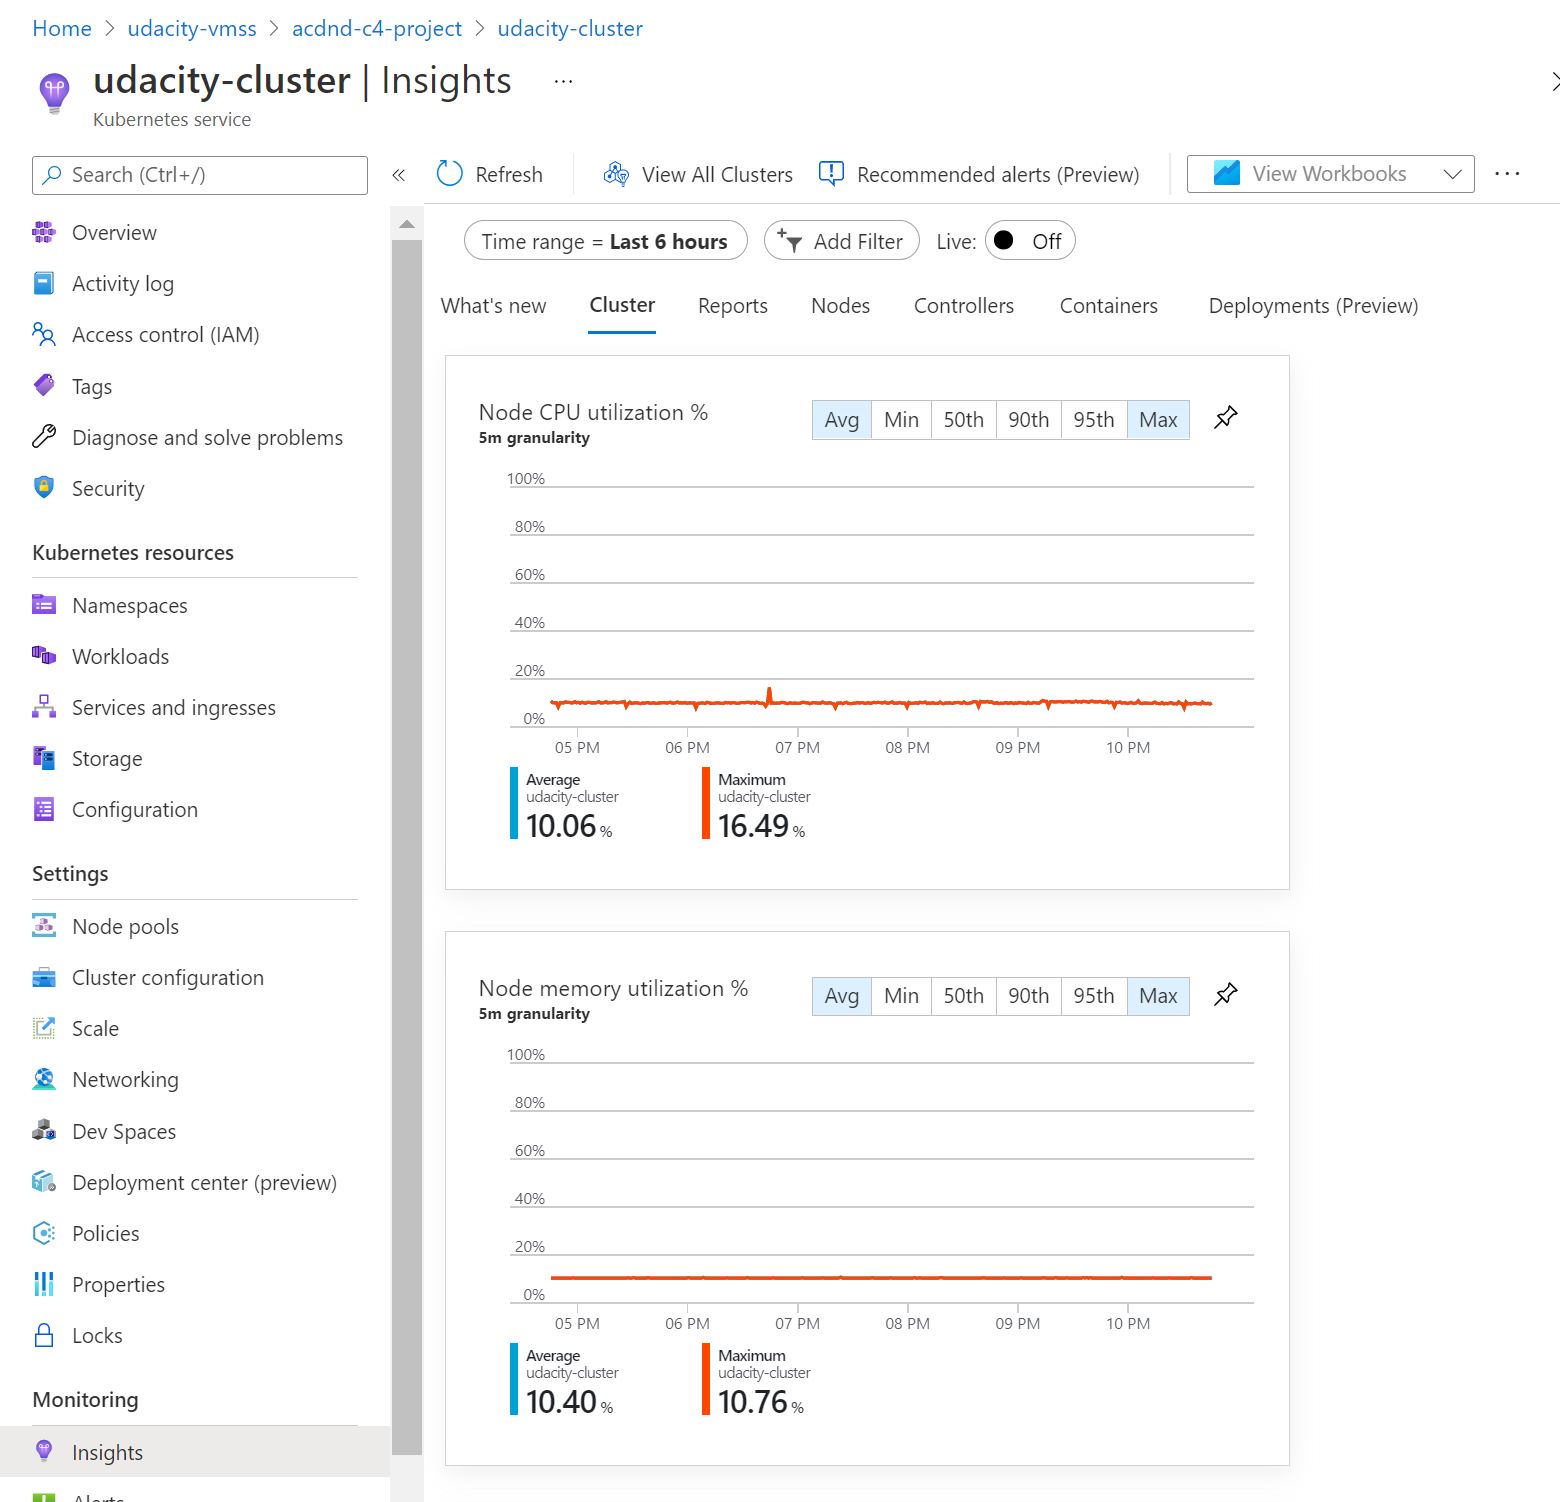 Home > udacity-vmss > acdnd-c4-project > udacity-cluster
udacity-cluster | Insights ...
Kubernetes service
Search (Ctrl+/)
«
Refresh
View All Clusters
Recommended alerts (Preview)
View Workbooks
...
Overview
Activity log
Access control (IAM)
Tags
Diagnose and solve problems
Security
Kubernetes resources
Namespaces
Workloads
Services and ingresses
Storage
Configuration
Settings
Node pools
Cluster configuration
Scale
Networking
Dev Spaces
Deployment center (preview)
Policies
Properties
Locks
Monitoring
Insights
Alerts
Time range = Last 6 hours
Add Filter
Live: Off
What's new
Cluster
Reports
Nodes
Controllers
Containers
Deployments (Preview)
Node CPU utilization %
5m granularity
Avg Min 50th 90th 95th Max
100%
80%
60%
40%
20%
0%
05 PM 06 PM 07 PM 08 PM 09 PM 10 PM
Average
udacity-cluster
10.06 %
Maximum
udacity-cluster
16.49 %
Node memory utilization %
5m granularity
Avg Min 50th 90th 95th Max
100%
80%
60%
40%
20%
0%
05 PM 06 PM 07 PM 08 PM 09 PM 10 PM
Average
udacity-cluster
10.40 %
Maximum
udacity-cluster
10.76 %